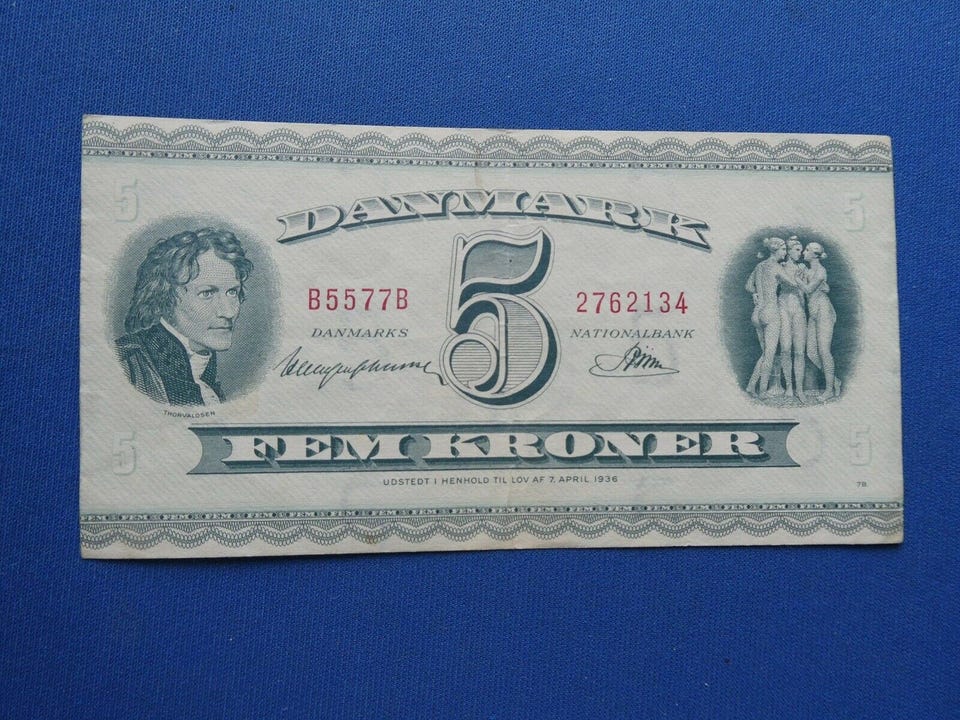 5 5
DANMARK
5
B5577B 2762134
DANMARKS NATIONALBANK
THORVALDSEN
5 5
FEM KRONER
UDSTEDT I HENHOLD TIL LOV AF 7. APRIL 1936
7B